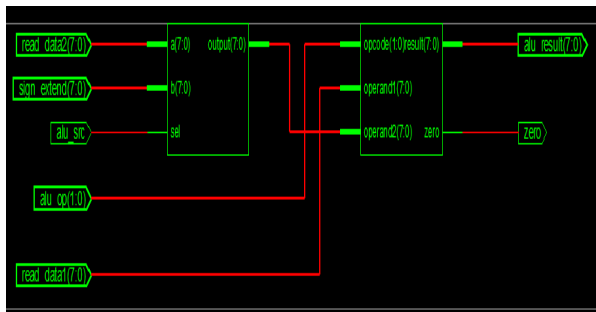 read_data2(7:0)
sign_extend(7:0)
alu_src
alu_op(1:0)
read_data1(7:0)
a(7:0)
output(7:0)
b(7:0)
sel
opcode(1:0)
result(7:0)
operand1(7:0)
operand2(7:0)
zero
alu_result(7:0)
zero